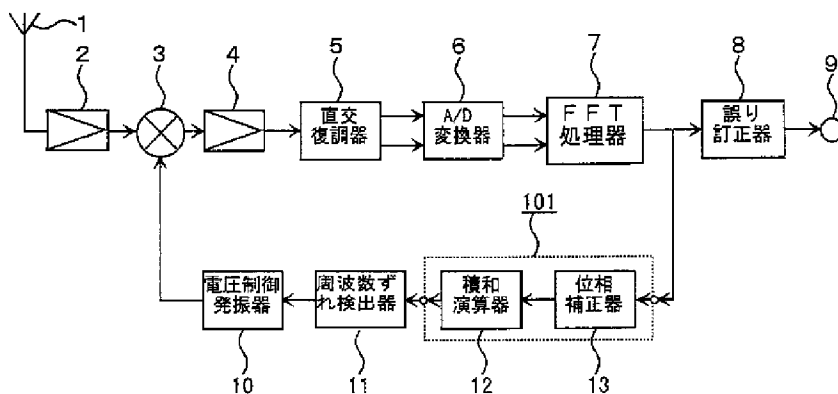 1
2
3
4
5
6
7
8
9
直交
復調器
A/D
変換器
FFT
処理器
誤り
訂正器
101
電圧制御
発振器
周波数ず
れ検出器
積和
演算器
位相
補正器
10
11
12
13